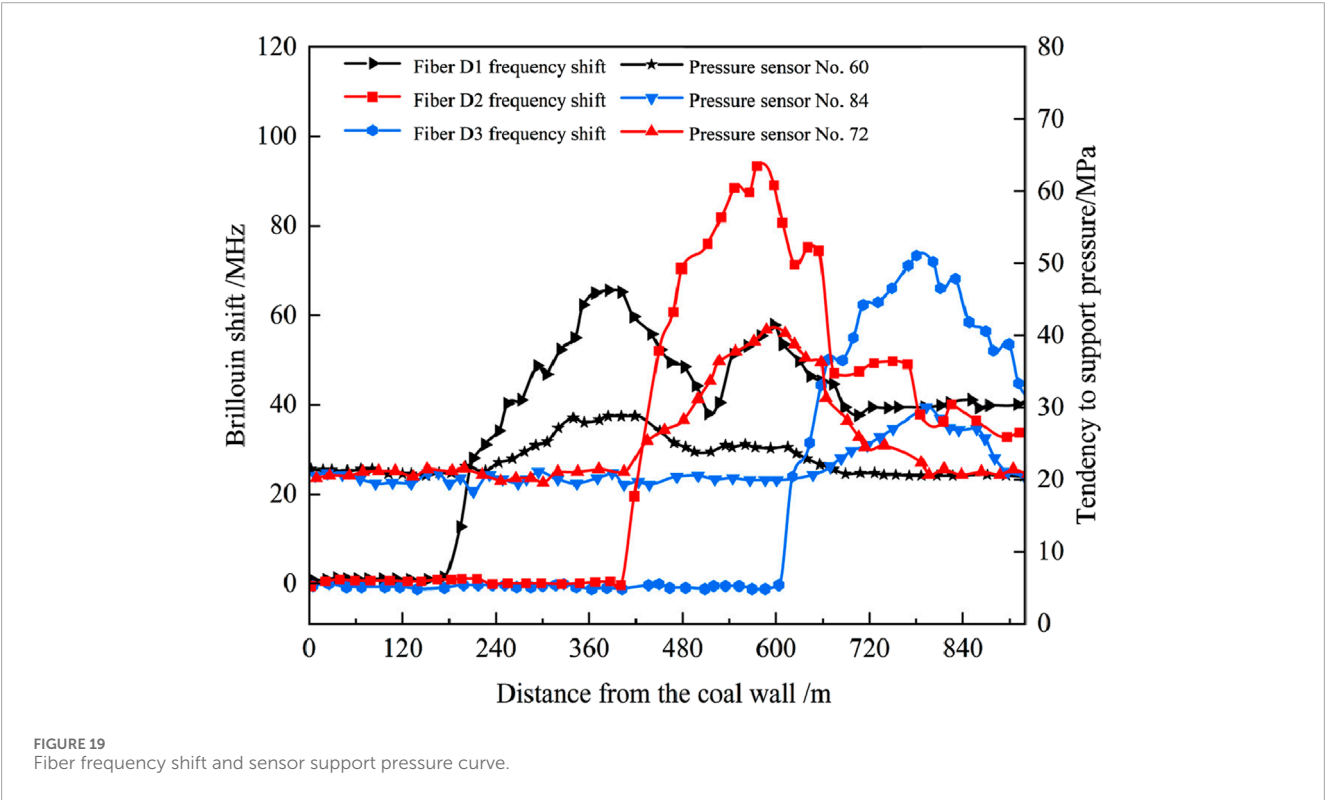 120
100
80
60
40
20
0
Brillouin shift /MHz
Fiber D1 frequency shift
Fiber D2 frequency shift
Fiber D3 frequency shift
Pressure sensor No. 60
Pressure sensor No. 84
Pressure sensor No. 72
80
70
60
50
40
30
20
10
0
Tendency to support pressure/MPa
0 120 240 360 480 600 720 840
Distance from the coal wall /m
FIGURE 19
Fiber frequency shift and sensor support pressure curve.